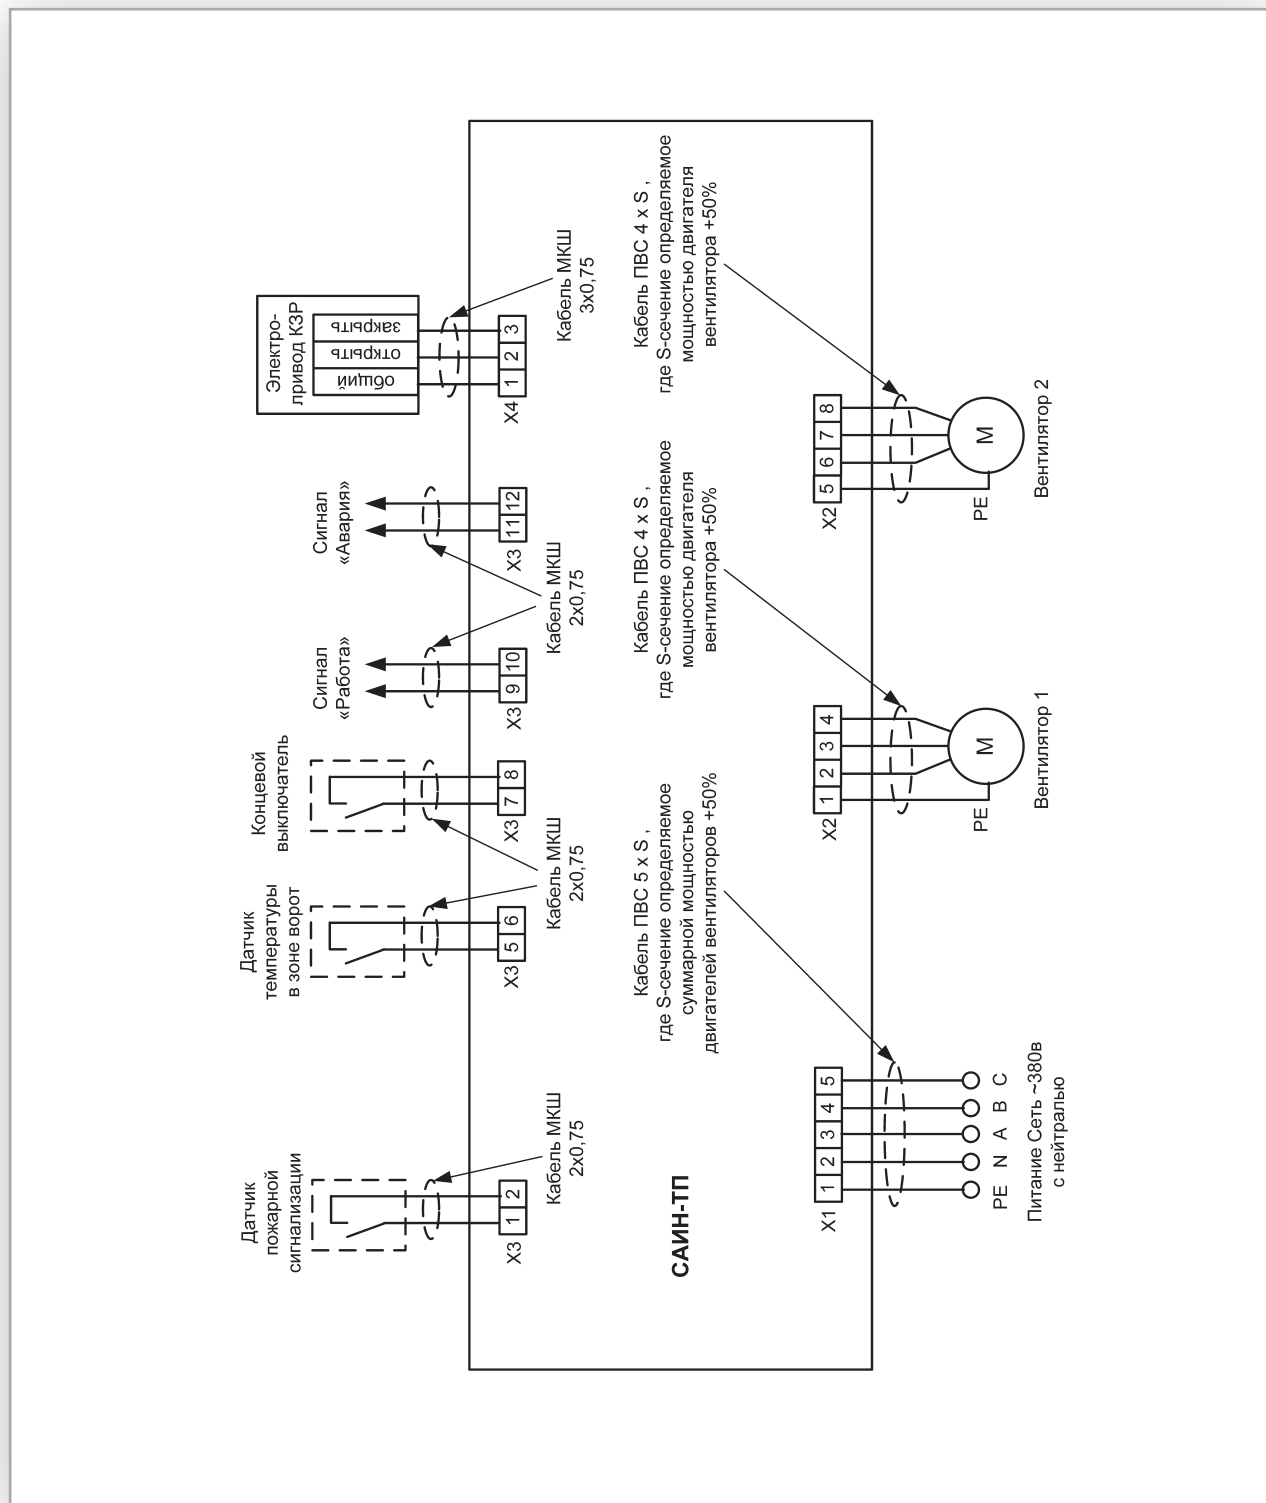 Датчик
пожарной
сигнализации
1
2
X3
Кабель МКШ
2x0,75
Датчик
температуры
в зоне ворот
5
6
X3
Концевой
выключатель
7
8
X3
Кабель МКШ
2x0,75
Сигнал
«Работа»
9
10
X3
Сигнал
«Авария»
11
12
X3
Кабель МКШ
2x0,75
Электро-
привод КЗР
общий
открыть
закрыть
1
2
3
X4
Кабель МКШ
3x0,75
САИН-ТП
Кабель ПВС 5 x S ,
где S-сечение определяемое
суммарной мощностью
двигателей вентиляторов +50%
Кабель ПВС 4 x S ,
где S-сечение определяемое
мощностью двигателя
вентилятора +50%
Кабель ПВС 4 x S ,
где S-сечение определяемое
мощностью двигателя
вентилятора +50%
X1
1
2
3
4
5
PE
N
A
B
C
Питание Сеть ~380в
с нейтралью
X2
1
2
3
4
PE
M
Вентилятор 1
X2
5
6
7
8
PE
M
Вентилятор 2